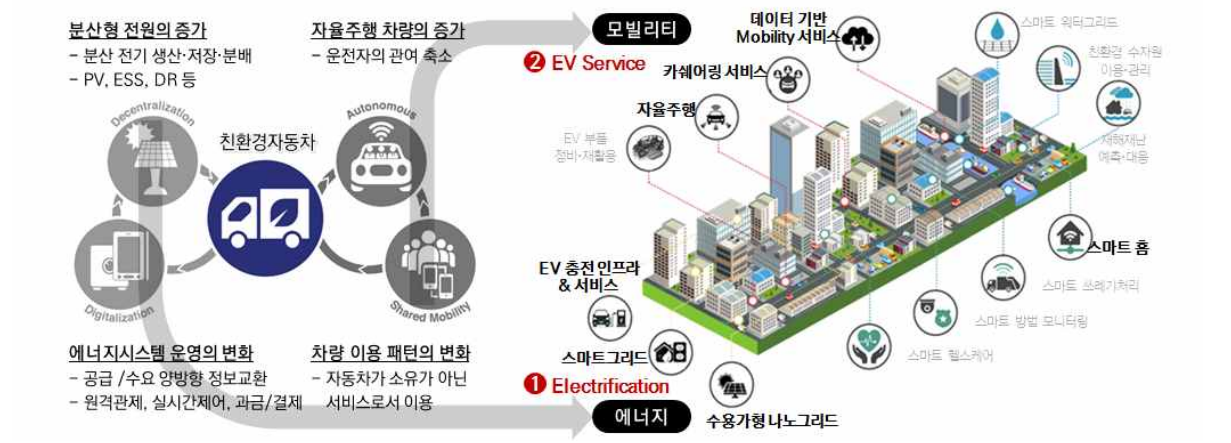 분산형 전원의 증가
– 분산 전기 생산·저장·분배
– PV, ESS, DR 등
자율주행 차량의 증가
– 운전자의 관여 축소
Decentralization
Autonomous
친환경자동차
Digitalization
Shared Mobility
에너지시스템 운영의 변화
– 공급 /수요 양방향 정보교환
– 원격관제, 실시간제어, 과금/결제
차량 이용 패턴의 변화
– 자동차가 소유가 아닌
서비스로서 이용
모빌리티
❷ EV Service
❶ Electrification
에너지
데이터 기반
Mobility 서비스
카쉐어링 서비스
자율주행
EV 부품
정비·재활용
EV 충전 인프라
& 서비스
스마트그리드
수용가형 나노그리드
스마트 워터그리드
친환경 수자원
이용·관리
재해재난
예측·대응
스마트 홈
스마트 쓰레기처리
스마트 방범 모니터링
스마트 헬스케어